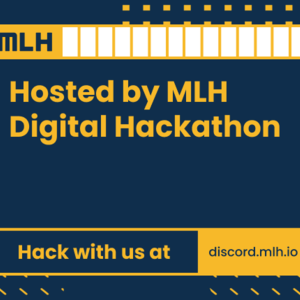 MLH
Hosted by MLH
Digital Hackathon
Hack with us at
discord.mlh.io